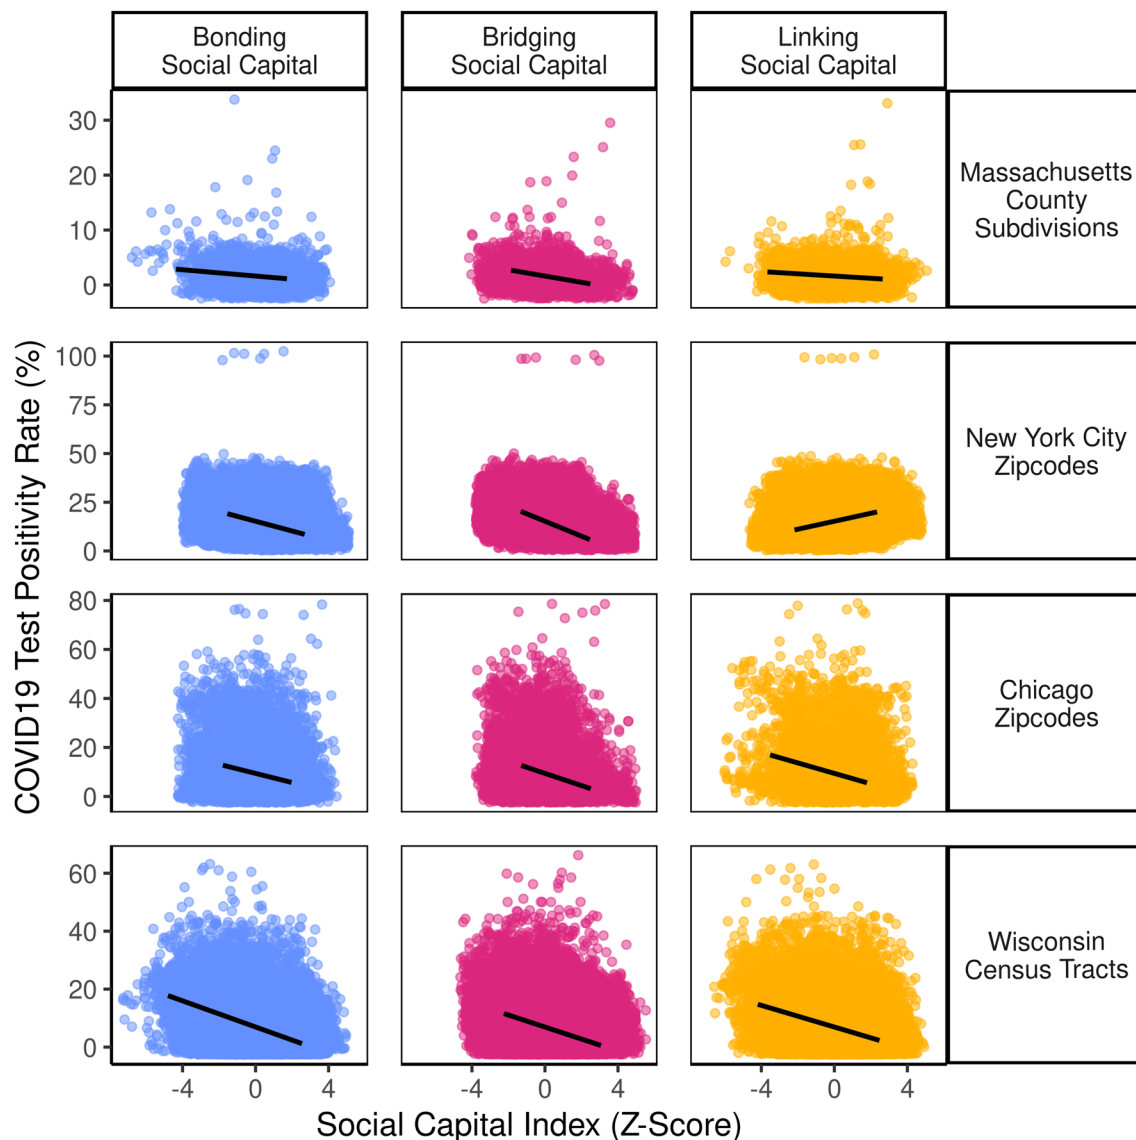 Bonding
Social Capital
Bridging
Social Capital
Linking
Social Capital
COVID19 Test Positivity Rate (%)
30
20
10
0
Massachusetts
County
Subdivisions
100
75
50
25
0
New York City
Zipcodes
80
60
40
20
0
Chicago
Zipcodes
60
40
20
0
Wisconsin
Census Tracts
-4 0 4
-4 0 4
-4 0 4
Social Capital Index (Z-Score)